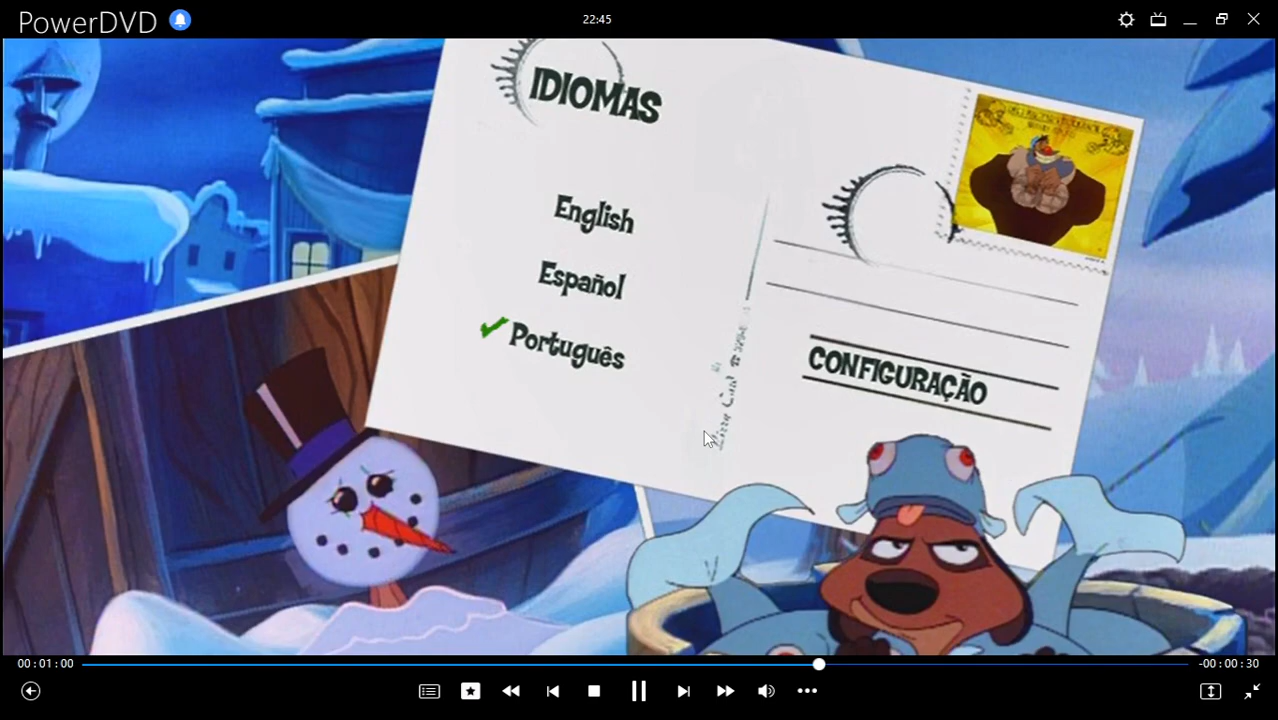 PowerDVD
22:45
IDIOMAS
English
Español
Português
CONFIGURAÇÃO
00:01:00
-00:00:30